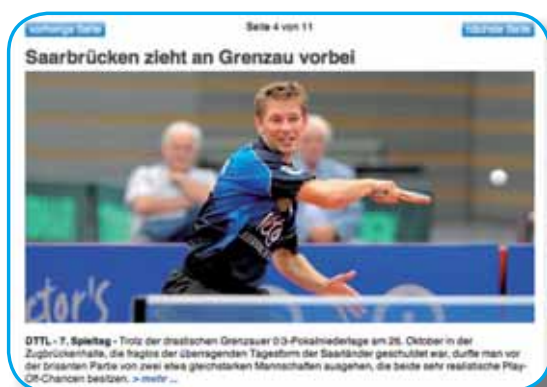 vorherige Seite Seite 4 von 11 nächste Seite
Saarbrücken zieht an Grenzau vorbei
DTTL - 7. Spieltag - Trotz der drastischen Grenzauer 0:3-Pokalniederlage am 26. Oktober in der
Zugbrückenhalle, die fraglos der überragenden Tagesform der Saarländer geschuldet war, durfte man vor
der brisanten Partie von zwei etwa gleichstarken Mannschaften ausgehen, die beide sehr realistische Play-
Off-Chancen besitzen. > mehr ...